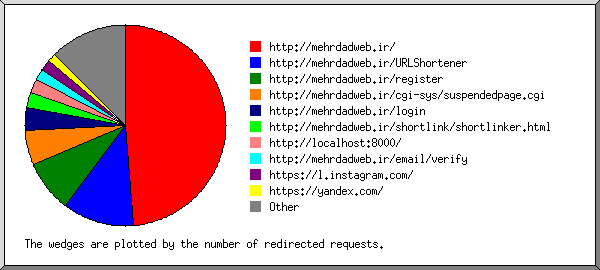 http://mehrdadweb.ir/
http://mehrdadweb.ir/URLShortener
http://mehrdadweb.ir/register
http://mehrdadweb.ir/cgi-sys/suspendedpage.cgi
http://mehrdadweb.ir/login
http://mehrdadweb.ir/shortlink/shortlinker.html
http://localhost:8000/
http://mehrdadweb.ir/email/verify
https://l.instagram.com/
https://yandex.com/
Other
The wedges are plotted by the number of redirected requests.